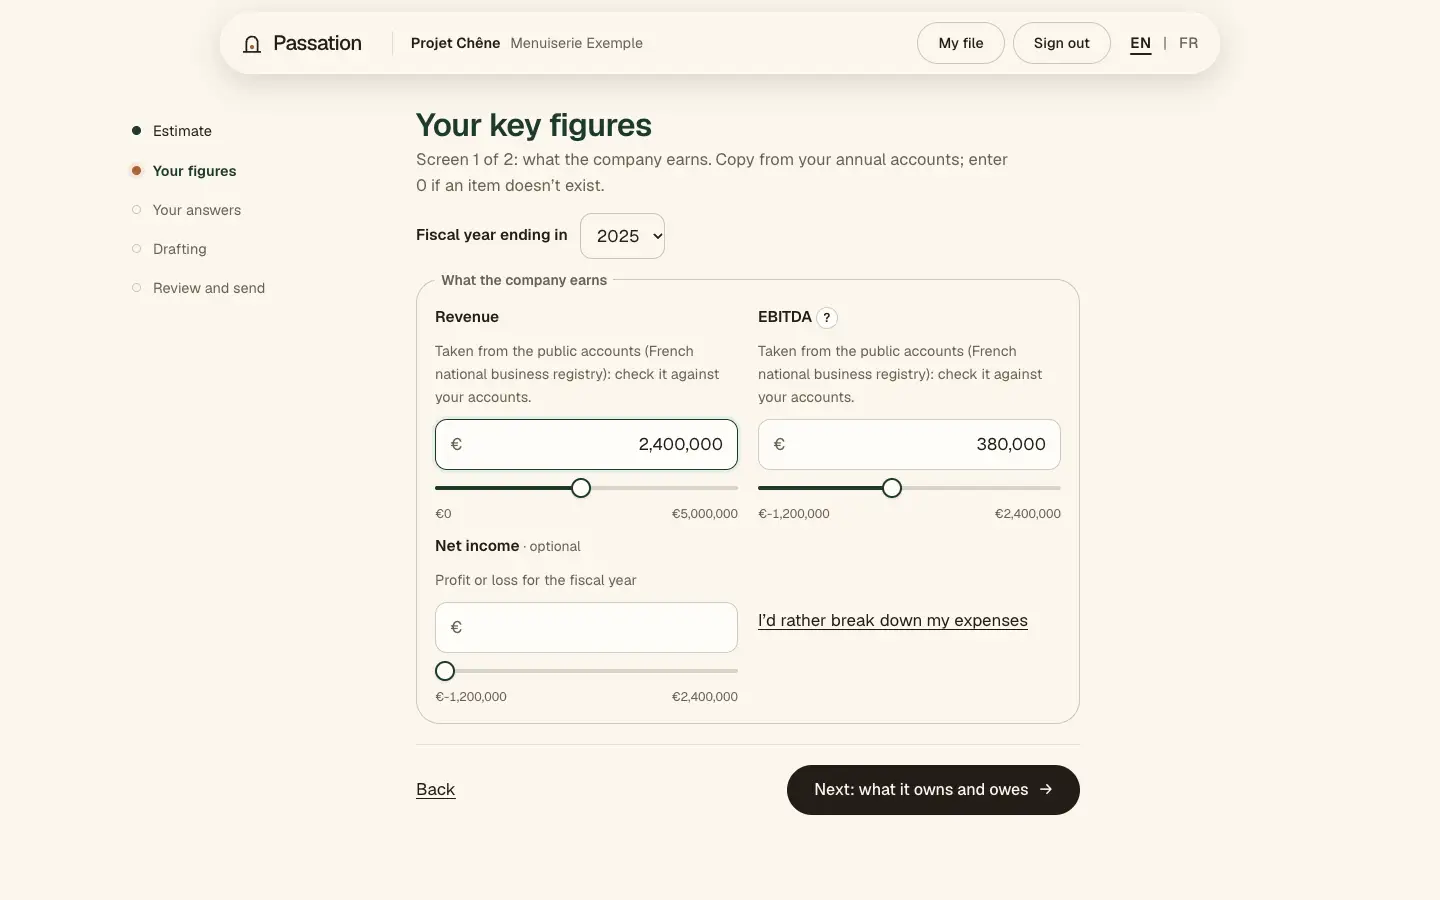 Passation
Projet Chêne Menuiserie Exemple
My file
Sign out
EN | FR
Estimate
Your figures
Your answers
Drafting
Review and send
Your key figures
Screen 1 of 2: what the company earns. Copy from your annual accounts; enter
0 if an item doesn’t exist.
Fiscal year ending in 2025
What the company earns
Revenue
Taken from the public accounts (French
national business registry): check it against
your accounts.
€ 2,400,000
€0 €5,000,000
EBITDA ?
Taken from the public accounts (French
national business registry): check it against
your accounts.
€ 380,000
€-1,200,000 €2,400,000
Net income · optional
Profit or loss for the fiscal year
€
€-1,200,000 €2,400,000
I’d rather break down my expenses
Back
Next: what it owns and owes →